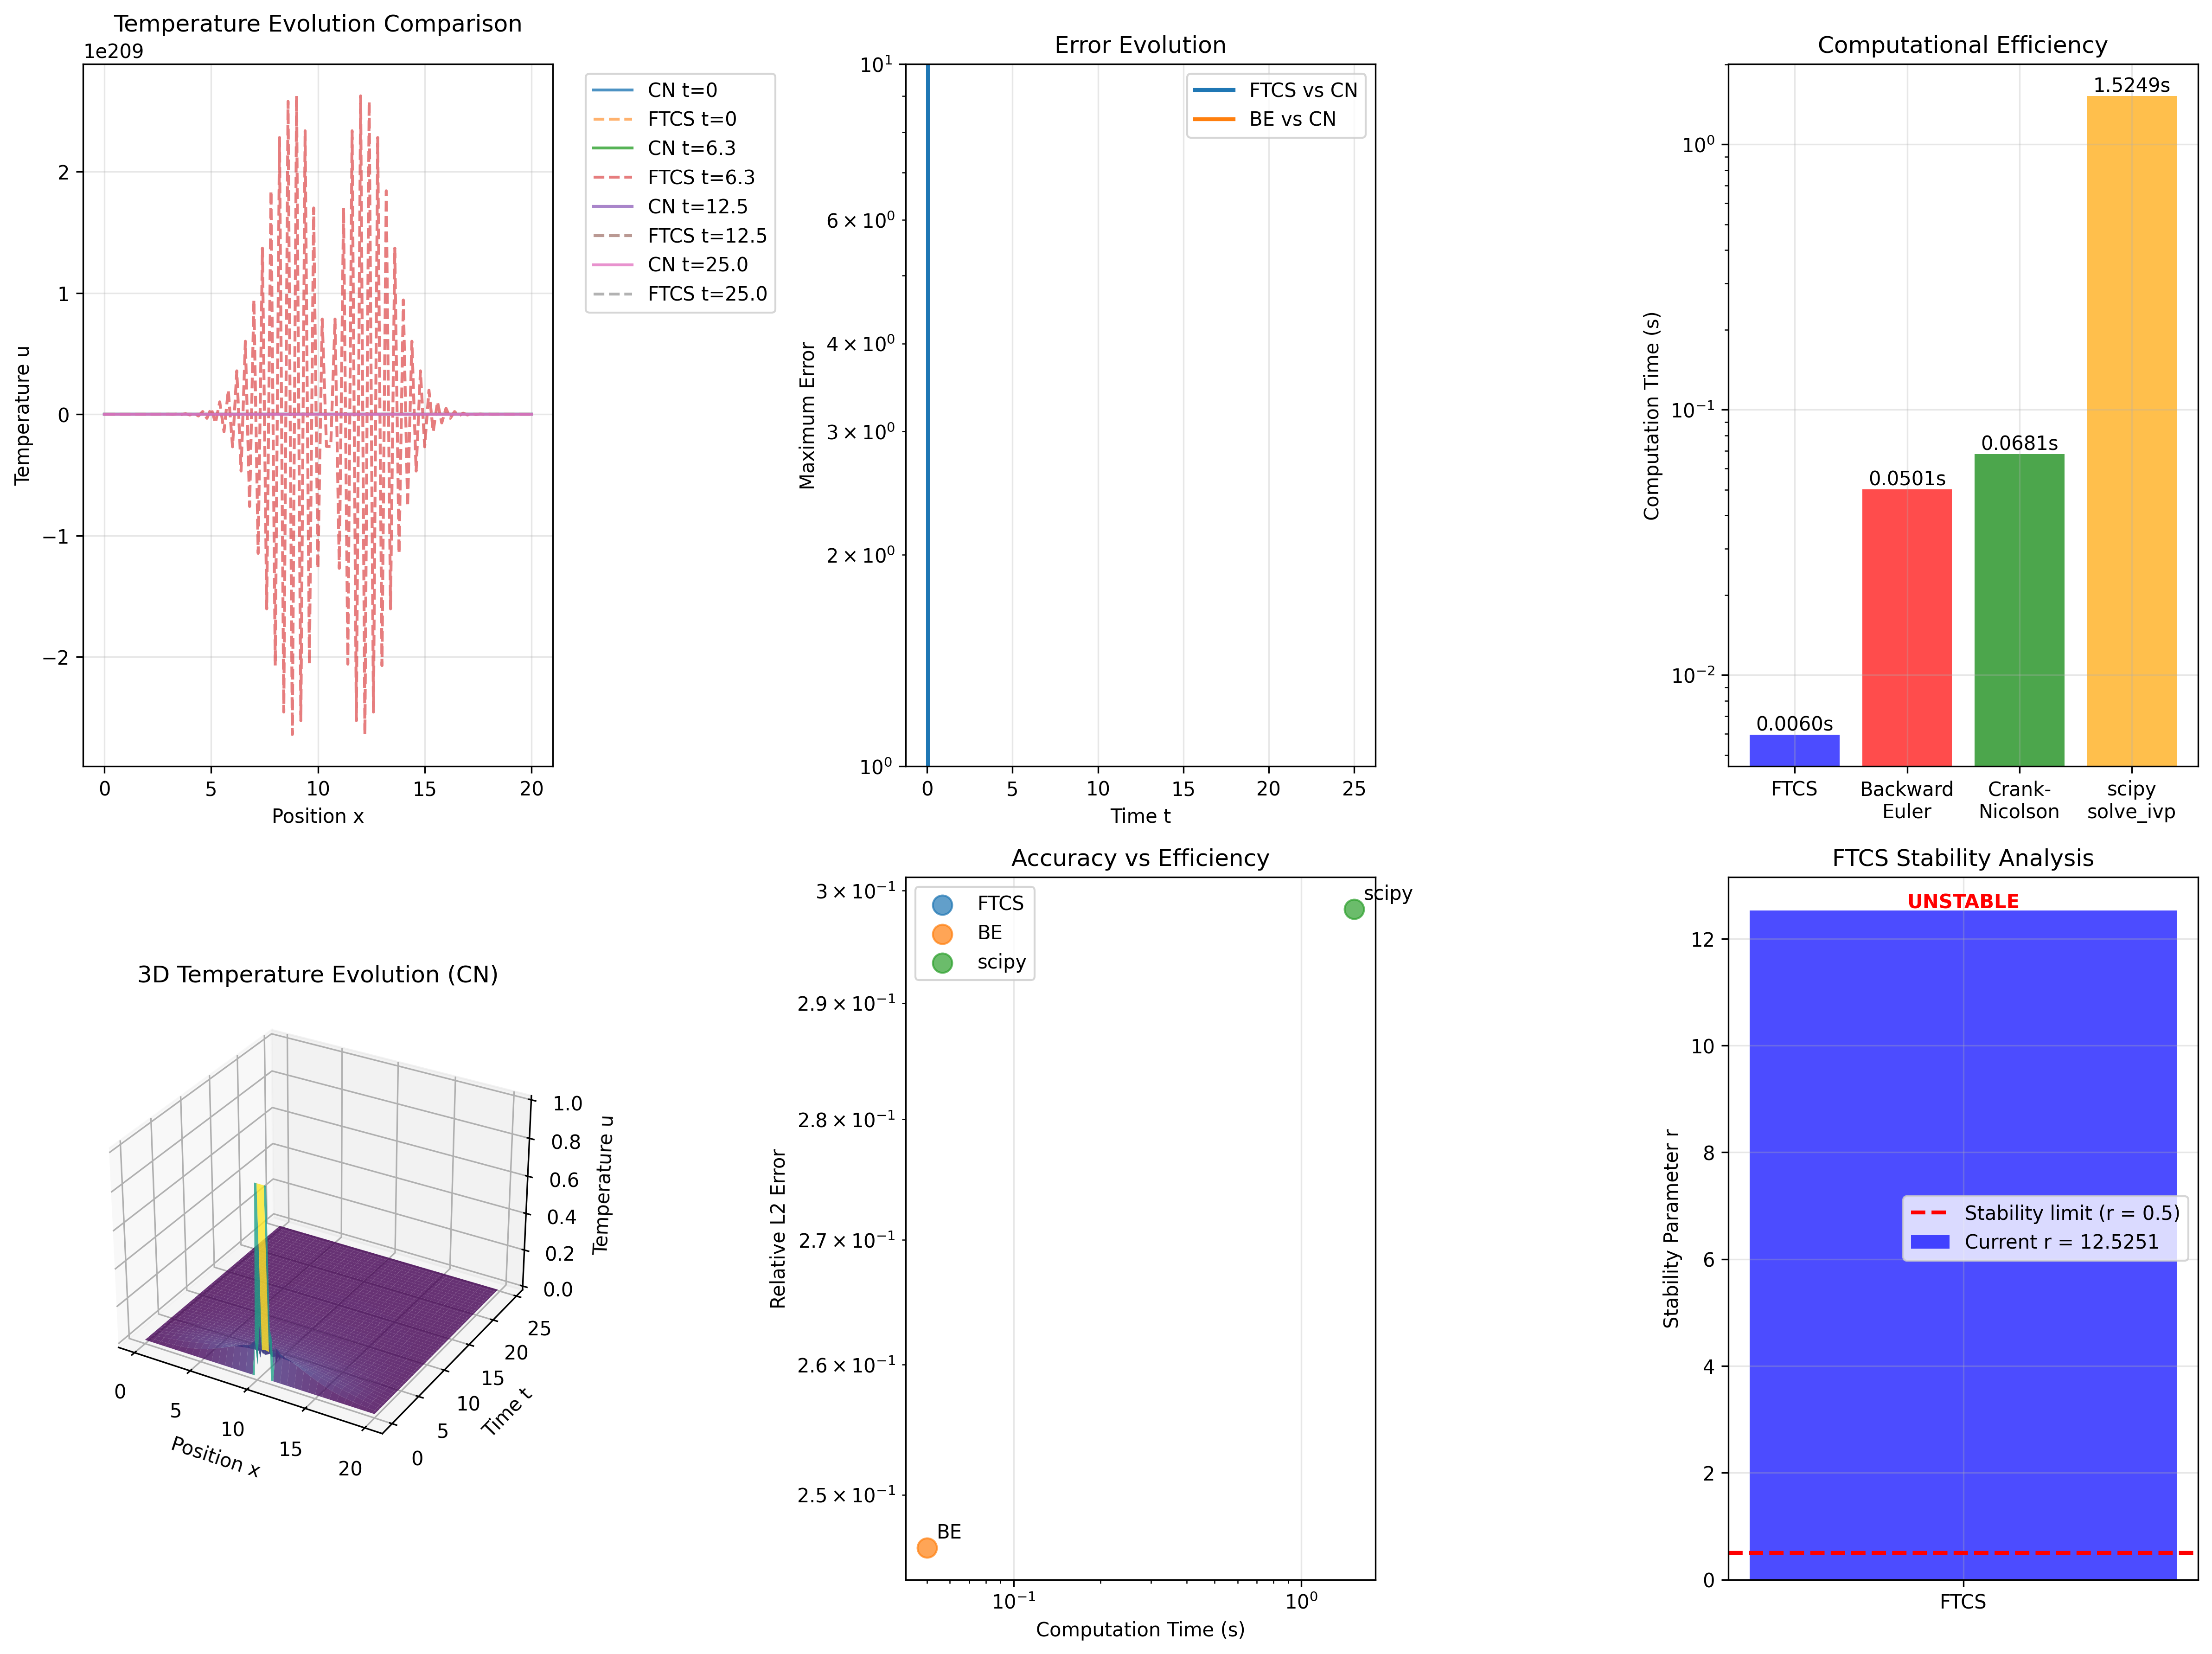 Temperature Evolution Comparison
1e209
2
1
0
−1
−2
Temperature u
0 5 10 15 20
Position x
CN t=0
FTCS t=0
CN t=6.3
FTCS t=6.3
CN t=12.5
FTCS t=12.5
CN t=25.0
FTCS t=25.0
Error Evolution
10¹
6 × 10⁰
4 × 10⁰
3 × 10⁰
2 × 10⁰
10⁰
Maximum Error
FTCS vs CN
BE vs CN
0 5 10 15 20 25
Time t
Computational Efficiency
10⁰
10⁻¹
10⁻²
Computation Time (s)
0.0060s
0.0501s
0.0681s
1.5249s
FTCS
Backward
Euler
Crank-
Nicolson
scipy
solve_ivp
3D Temperature Evolution (CN)
1.0
0.8
0.6
0.4
0.2
0.0
Temperature u
0 5 10 15 20
Position x
0 5 10 15 20 25
Time t
Accuracy vs Efficiency
3 × 10⁻¹
2.9 × 10⁻¹
2.8 × 10⁻¹
2.7 × 10⁻¹
2.6 × 10⁻¹
2.5 × 10⁻¹
Relative L2 Error
FTCS
BE
scipy
scipy
BE
10⁻¹ 10⁰
Computation Time (s)
FTCS Stability Analysis
UNSTABLE
12
10
8
6
4
2
0
Stability Parameter r
Stability limit (r = 0.5)
Current r = 12.5251
FTCS